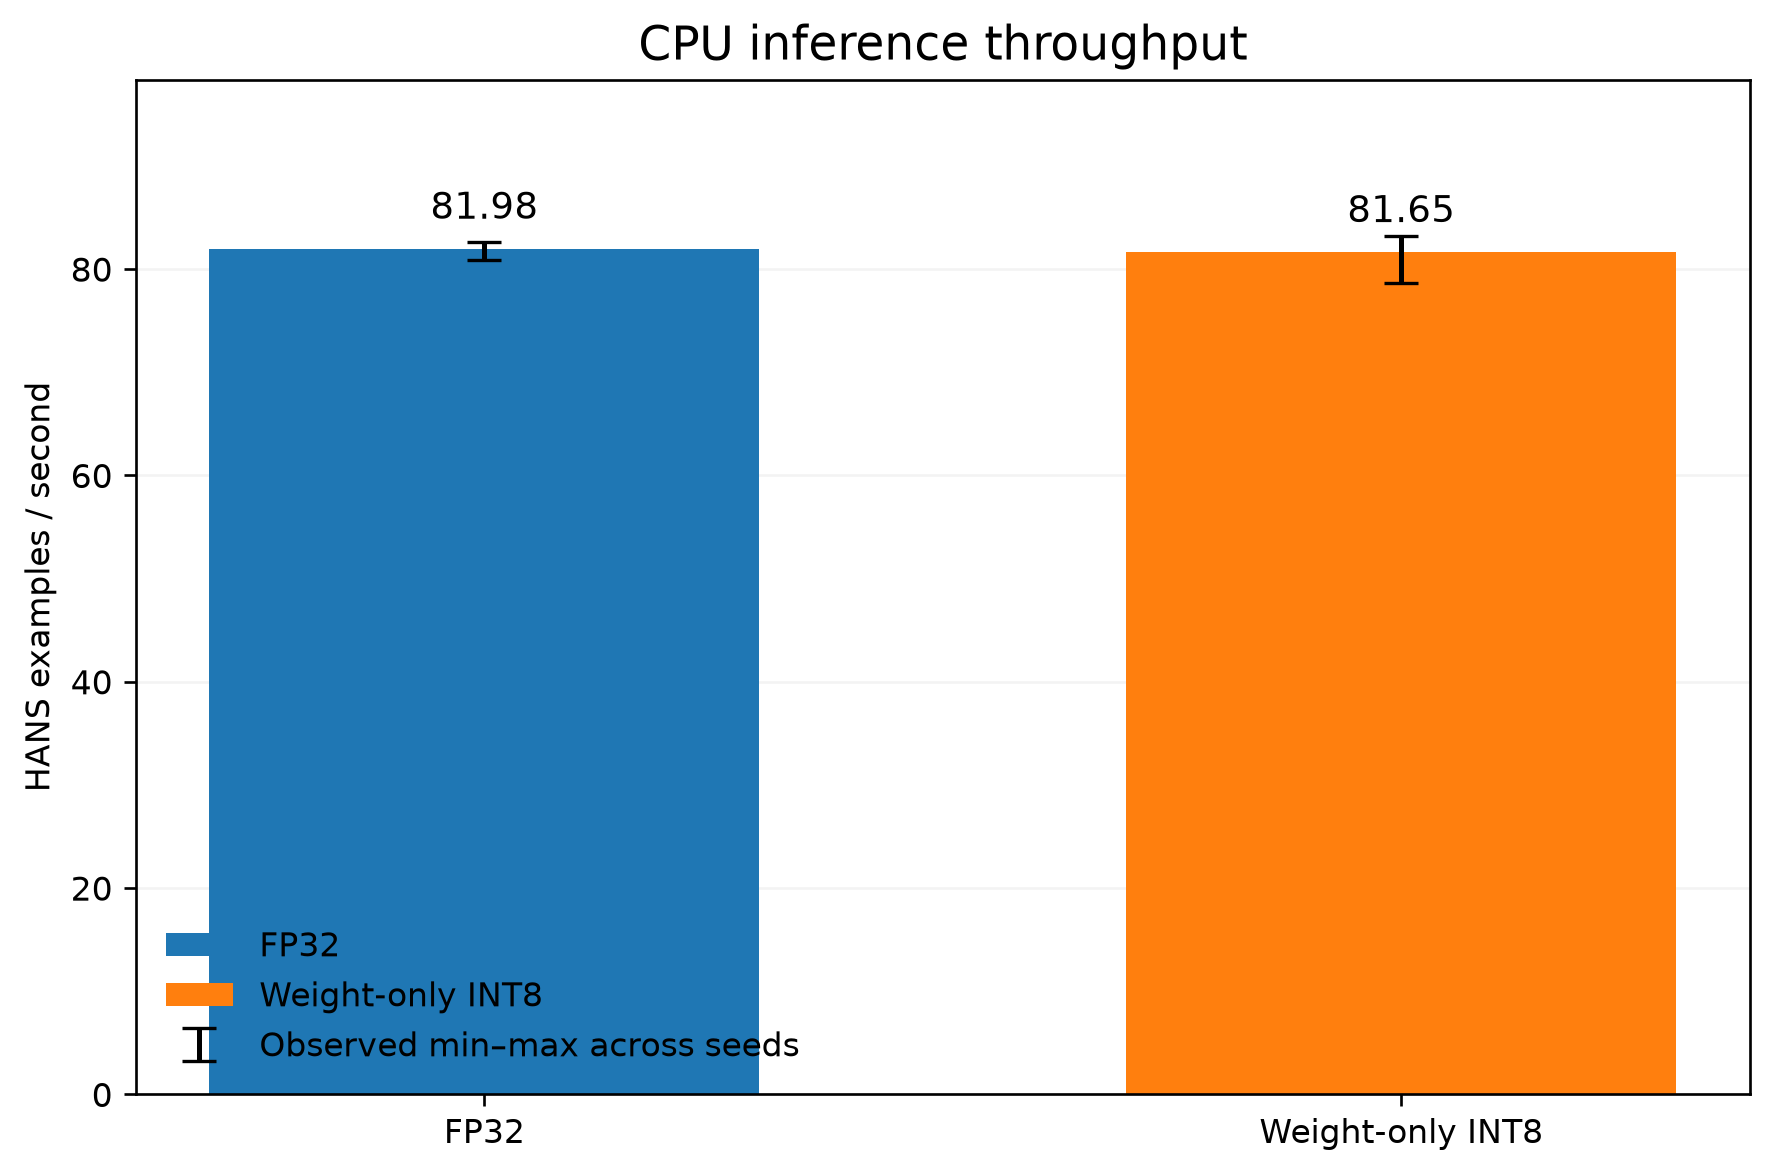 CPU inference throughput
81.98
81.65
80
60
40
20
0
HANS examples / second
FP32
Weight-only INT8
Observed min–max across seeds
FP32
Weight-only INT8